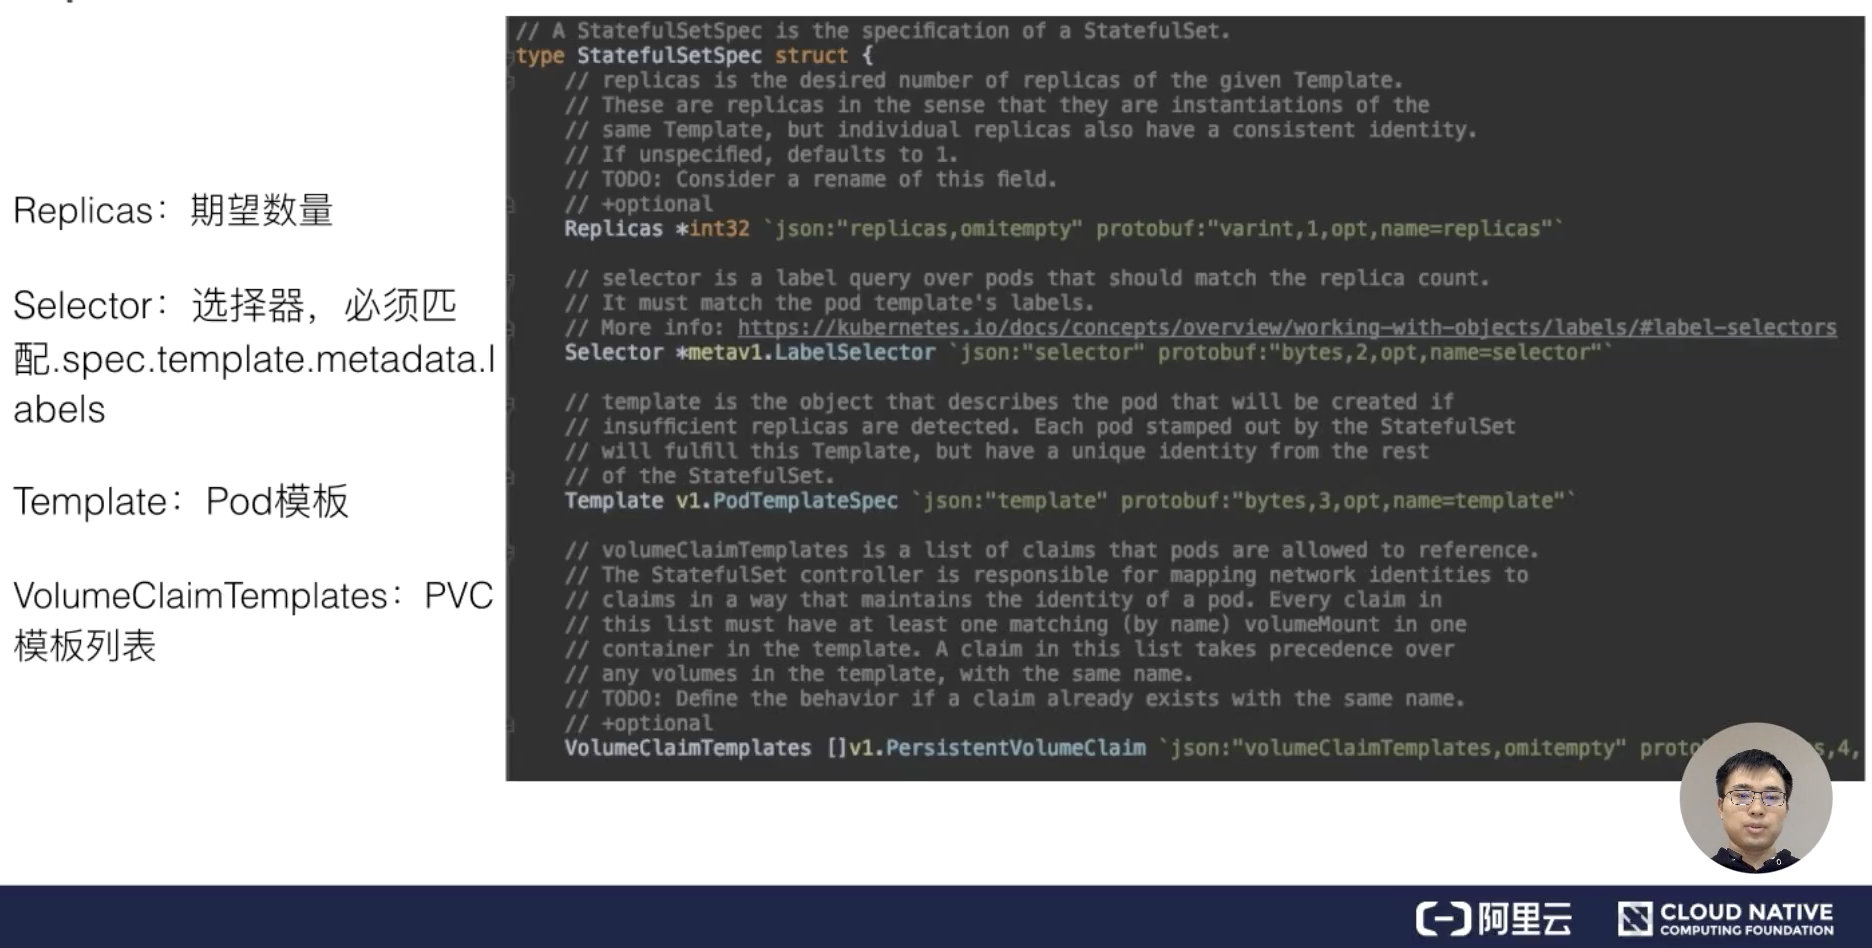 Replicas：期望数量
Selector：选择器，必须匹
配.spec.template.metadata.l
abels
Template：Pod模板
VolumeClaimTemplates：PVC
模板列表
// A StatefulSetSpec is the specification of a StatefulSet.
type StatefulSetSpec struct {
// replicas is the desired number of replicas of the given Template.
// These are replicas in the sense that they are instantiations of the
// same Template, but individual replicas also have a consistent identity.
// If unspecified, defaults to 1.
// TODO: Consider a rename of this field.
// +optional
Replicas *int32 `json:"replicas,omitempty" protobuf:"varint,1,opt,name=replicas"`
// selector is a label query over pods that should match the replica count.
// It must match the pod template's labels.
// More info: https://kubernetes.io/docs/concepts/overview/working-with-objects/labels/#label-selectors
Selector *metav1.LabelSelector `json:"selector" protobuf:"bytes,2,opt,name=selector"`
// template is the object that describes the pod that will be created if
// insufficient replicas are detected. Each pod stamped out by the StatefulSet
// will fulfill this Template, but have a unique identity from the rest
// of the StatefulSet.
Template v1.PodTemplateSpec `json:"template" protobuf:"bytes,3,opt,name=template"`
// volumeClaimTemplates is a list of claims that pods are allowed to reference.
// The StatefulSet controller is responsible for mapping network identities to
// claims in a way that maintains the identity of a pod. Every claim in
// this list must have at least one matching (by name) volumeMount in one
// container in the template. A claim in this list takes precedence over
// any volumes in the template, with the same name.
// TODO: Define the behavior if a claim already exists with the same name.
// +optional
VolumeClaimTemplates []v1.PersistentVolumeClaim `json:"volumeClaimTemplates,omitempty" proto s,4,
阿里云
CLOUD NATIVE
COMPUTING FOUNDATION